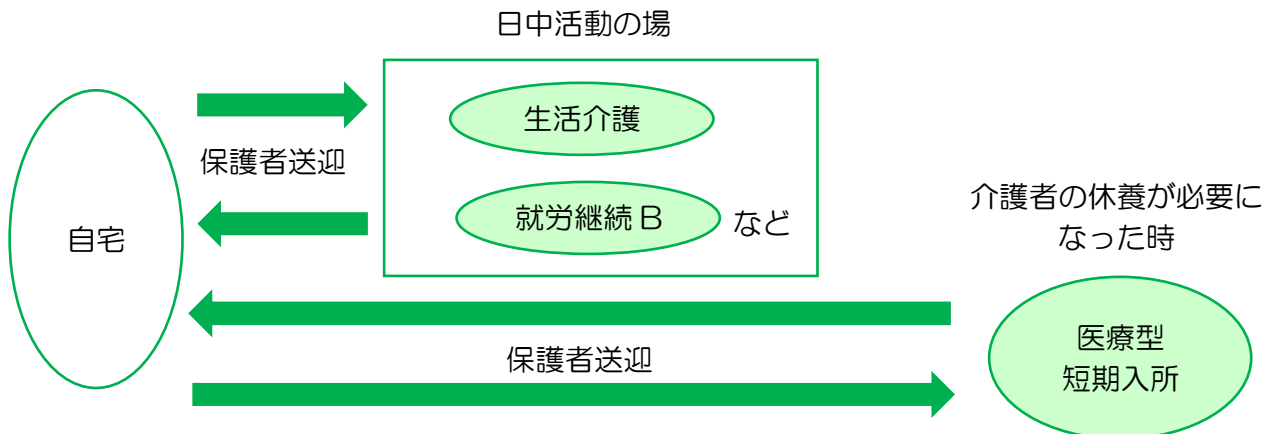 日中活動の場
生活介護
保護者送迎
就労継続B
など
自宅
介護者の休養が必要に
なった時
保護者送迎
医療型
短期入所